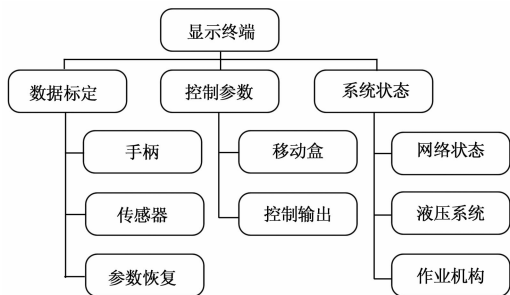 显示终端
数据标定
控制参数
系统状态
手柄
移动盒
网络状态
传感器
控制输出
液压系统
参数恢复
作业机构